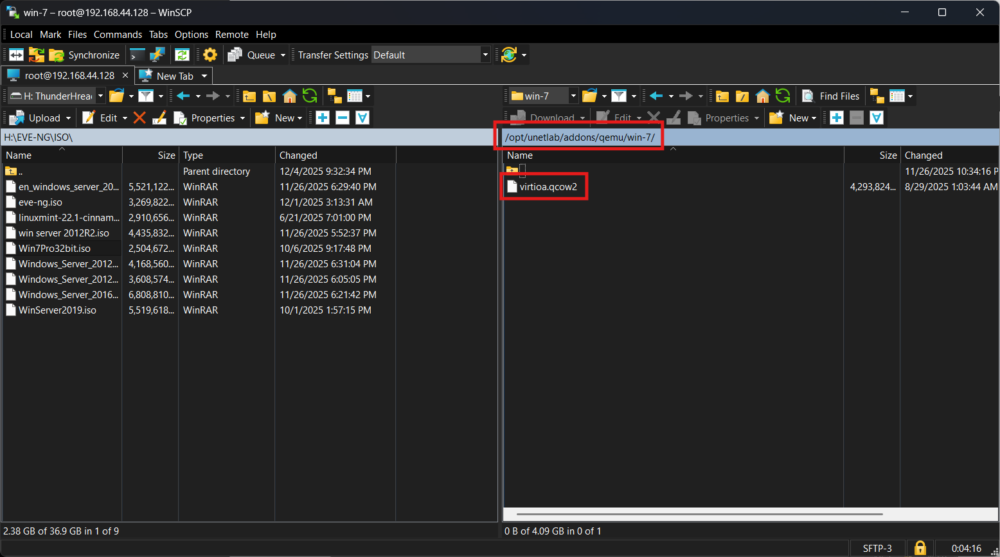 win-7 – root@192.168.44.128 – WinSCP
Local Mark Files Commands Tabs Options Remote Help
Synchronize Queue Transfer Settings Default
root@192.168.44.128 × New Tab
H: ThunderHrea win-7 Find Files
Upload Edit Properties New Download Edit Properties New
H:\EVE-NG\ISO\ /opt/unetlab/addons/qemu/win-7/
Name Size Type Changed Name Size Changed
.. Parent directory 12/4/2025 9:32:34 PM 11/26/2025 10:34:16 P
en_windows_server_20... 5,521,122... WinRAR 11/26/2025 6:29:40 PM virtioa.qcow2 4,293,824... 8/29/2025 1:03:44 AM
eve-ng.iso 3,269,822... WinRAR 12/1/2025 3:13:31 AM
linuxmint-22.1-cinnam... 2,910,656... WinRAR 6/21/2025 7:01:00 PM
win server 2012R2.iso 4,435,832... WinRAR 11/26/2025 5:52:37 PM
Win7Pro32bit.iso 2,504,672... WinRAR 10/6/2025 9:17:48 PM
Windows_Server_2012... 4,168,560... WinRAR 11/26/2025 6:31:04 PM
Windows_Server_2012... 3,608,574... WinRAR 11/26/2025 6:05:05 PM
Windows_Server_2016... 6,808,810... WinRAR 11/26/2025 6:21:42 PM
WinServer2019.iso 5,519,618... WinRAR 10/1/2025 1:57:15 PM
2.38 GB of 36.9 GB in 1 of 9 0 B of 4.09 GB in 0 of 1
SFTP-3 0:04:16